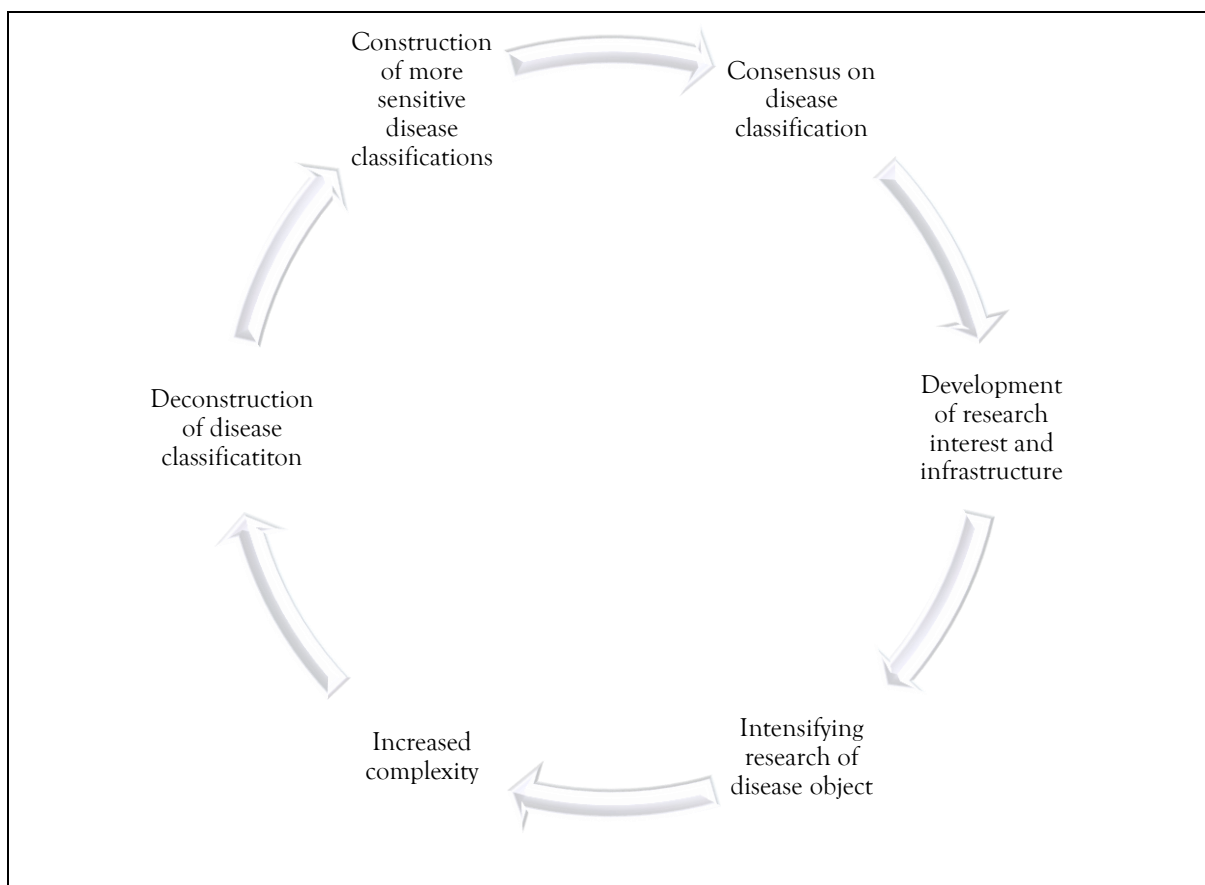 Construction
of more
sensitive
disease
classifications
Consensus on
disease
classification
Development
of research
interest and
infrastructure
Intensifying
research of
disease object
Increased
complexity
Deconstruction
of disease
classificatiton